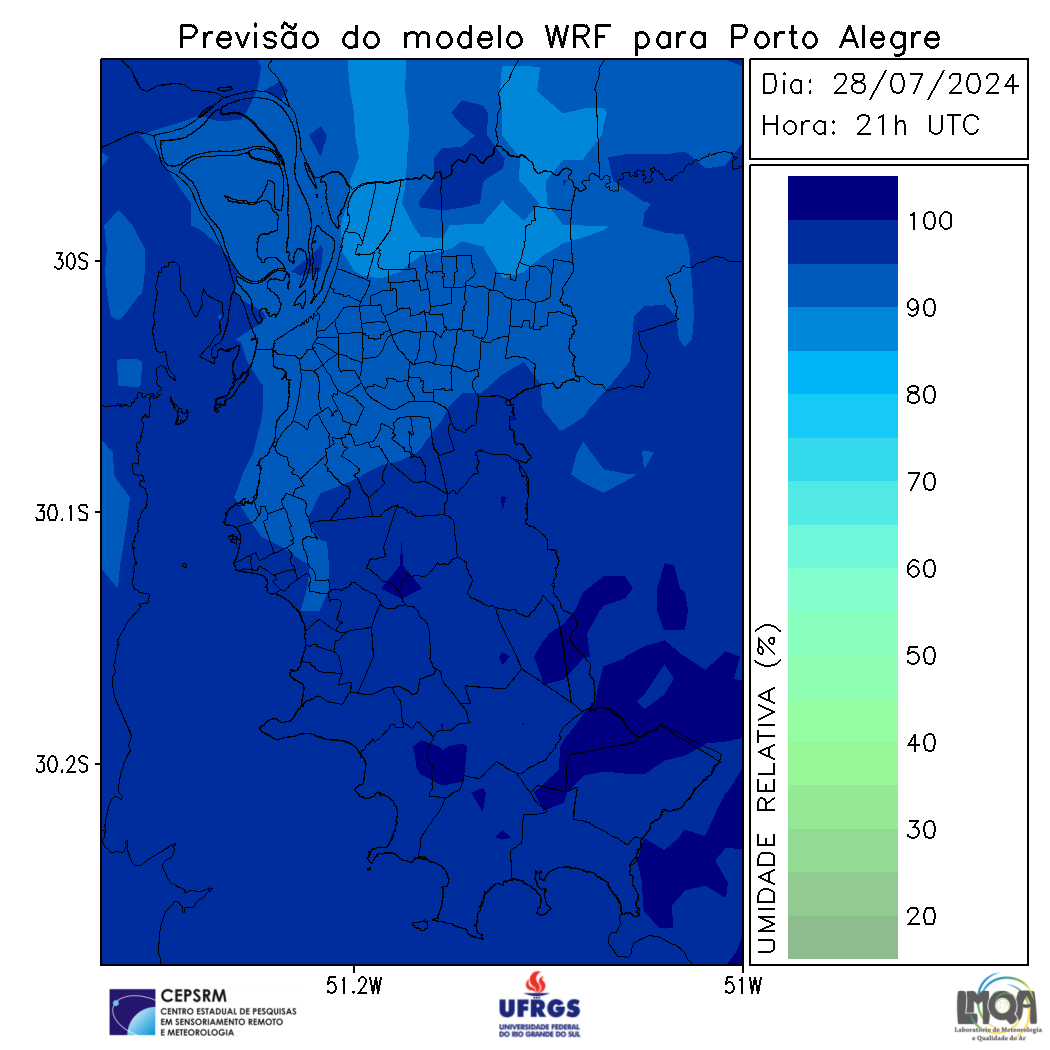 Previsão do modelo WRF para Porto Alegre
Dia: 28/07/2024
Hora: 21h UTC
30S
30.1S
30.2S
51.2W
51W
UMIDADE RELATIVA (%)
100
90
80
70
60
50
40
30
20
CEPSRM
CENTRO ESTADUAL DE PESQUISAS
EM SENSORIAMENTO REMOTO
E METEOROLOGIA
UFRGS
UNIVERSIDADE FEDERAL
DO RIO GRANDE DO SUL
LMQA
Laboratório de Meteorologia
e Qualidade do Ar